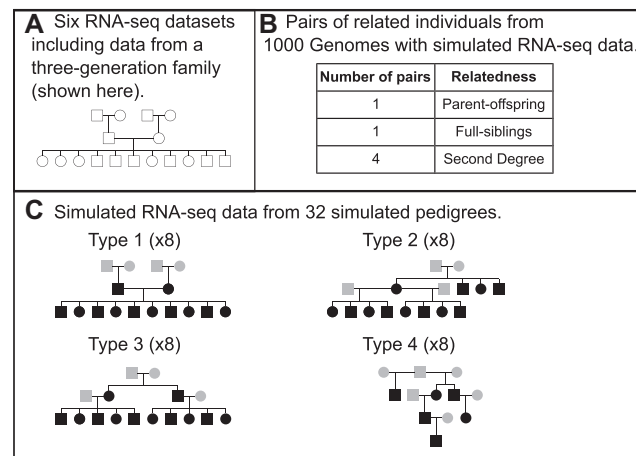 A Six RNA-seq datasets
including data from a
three-generation family
(shown here).
B Pairs of related individuals from
1000 Genomes with simulated RNA-seq data.
Number of pairs Relatedness
1 Parent-offspring
1 Full-siblings
4 Second Degree
C Simulated RNA-seq data from 32 simulated pedigrees.
Type 1 (x8) Type 2 (x8)
Type 3 (x8) Type 4 (x8)